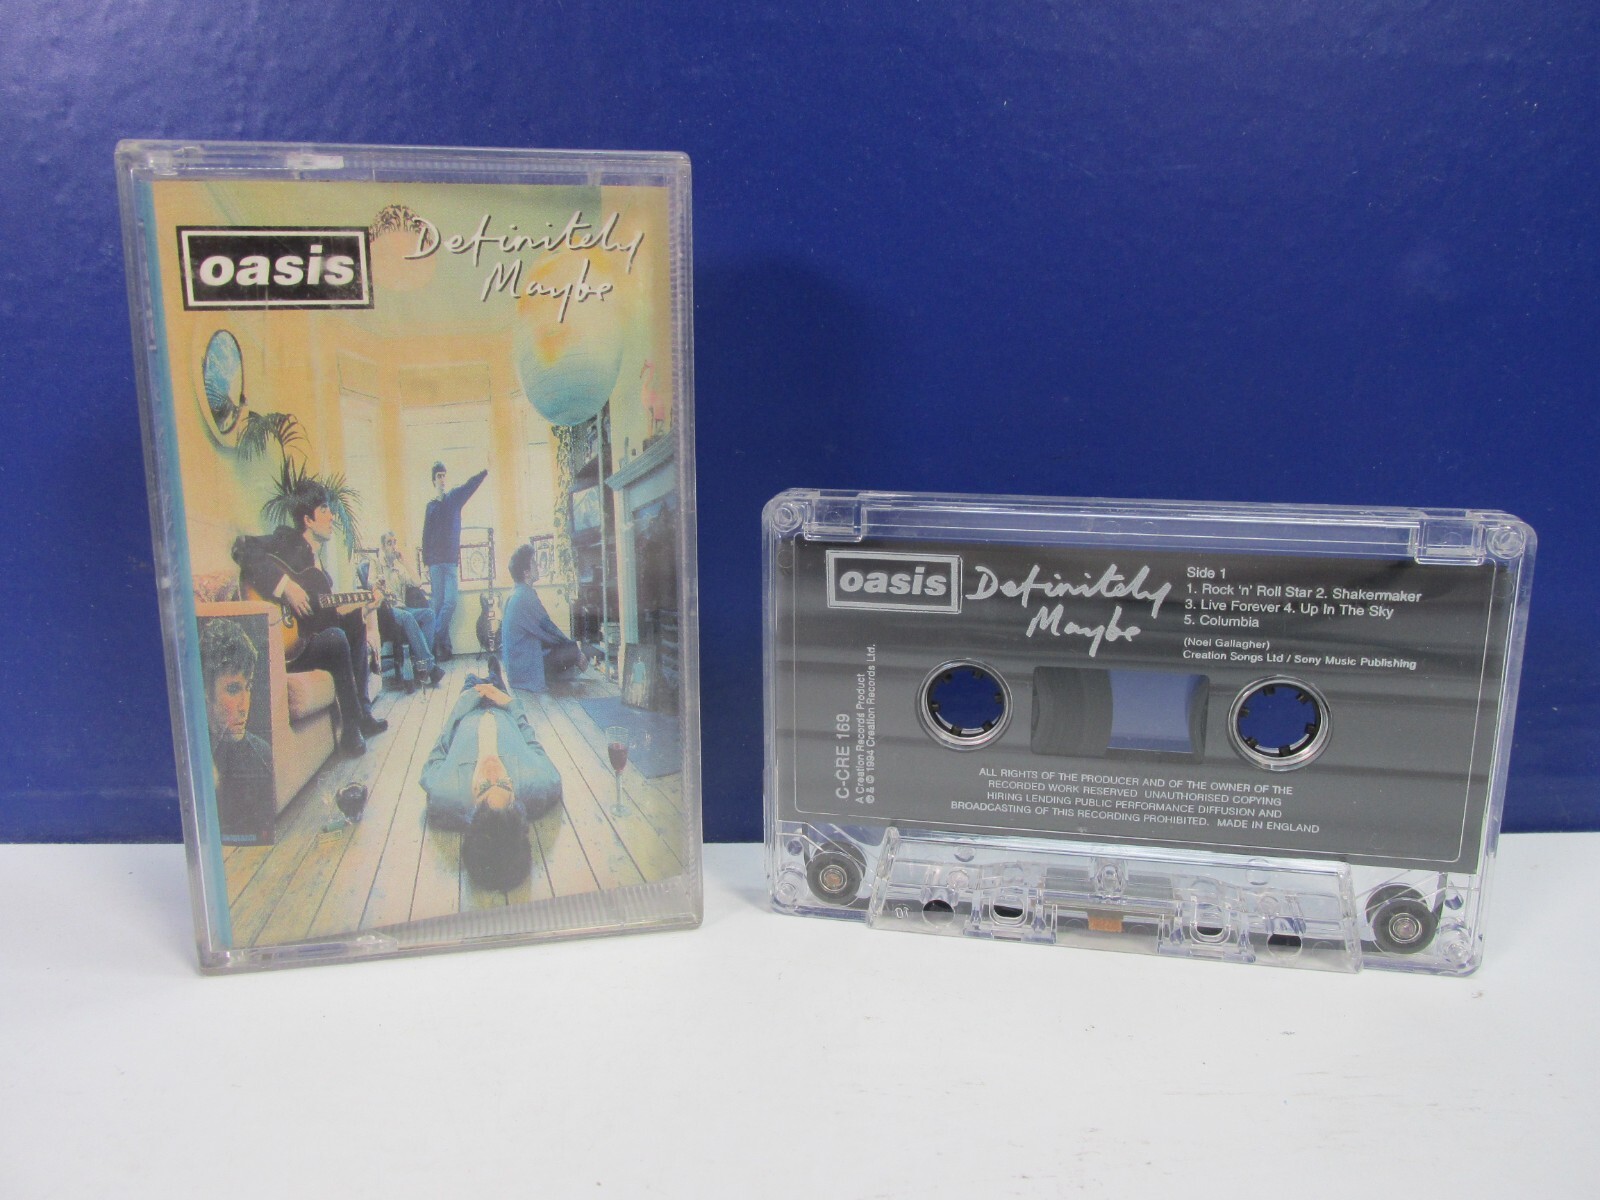 oasis
Definitely
Maybe
oasis
Definitely
Maybe
Side 1
1. Rock 'n' Roll Star 2. Shakermaker
3. Live Forever 4. Up In The Sky
5. Columbia
(Noel Gallagher)
Creation Songs Ltd / Sony Music Publishing
C-CRE 169
A Creation Records Product
℗ & © 1994 Creation Records Ltd.
ALL RIGHTS OF THE PRODUCER AND OF THE OWNER OF THE
RECORDED WORK RESERVED UNAUTHORISED COPYING
HIRING LENDING PUBLIC PERFORMANCE DIFFUSION AND
BROADCASTING OF THIS RECORDING PROHIBITED. MADE IN ENGLAND